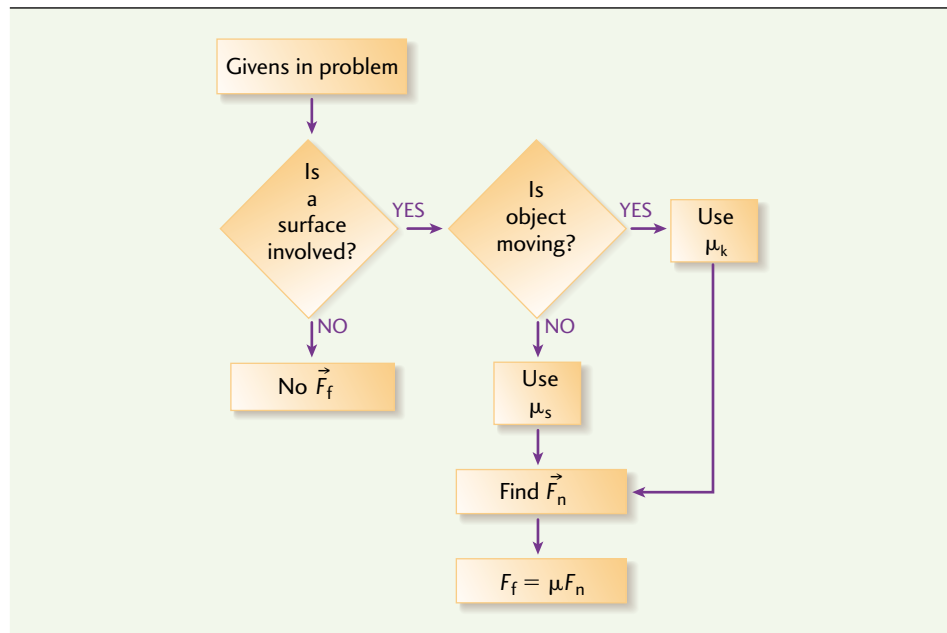 Givens in problem
Is
a
surface
involved?
YES
Is
object
moving?
YES
Use
μk
NO
No F⃗f
NO
Use
μs
Find F⃗n
Ff = μFn